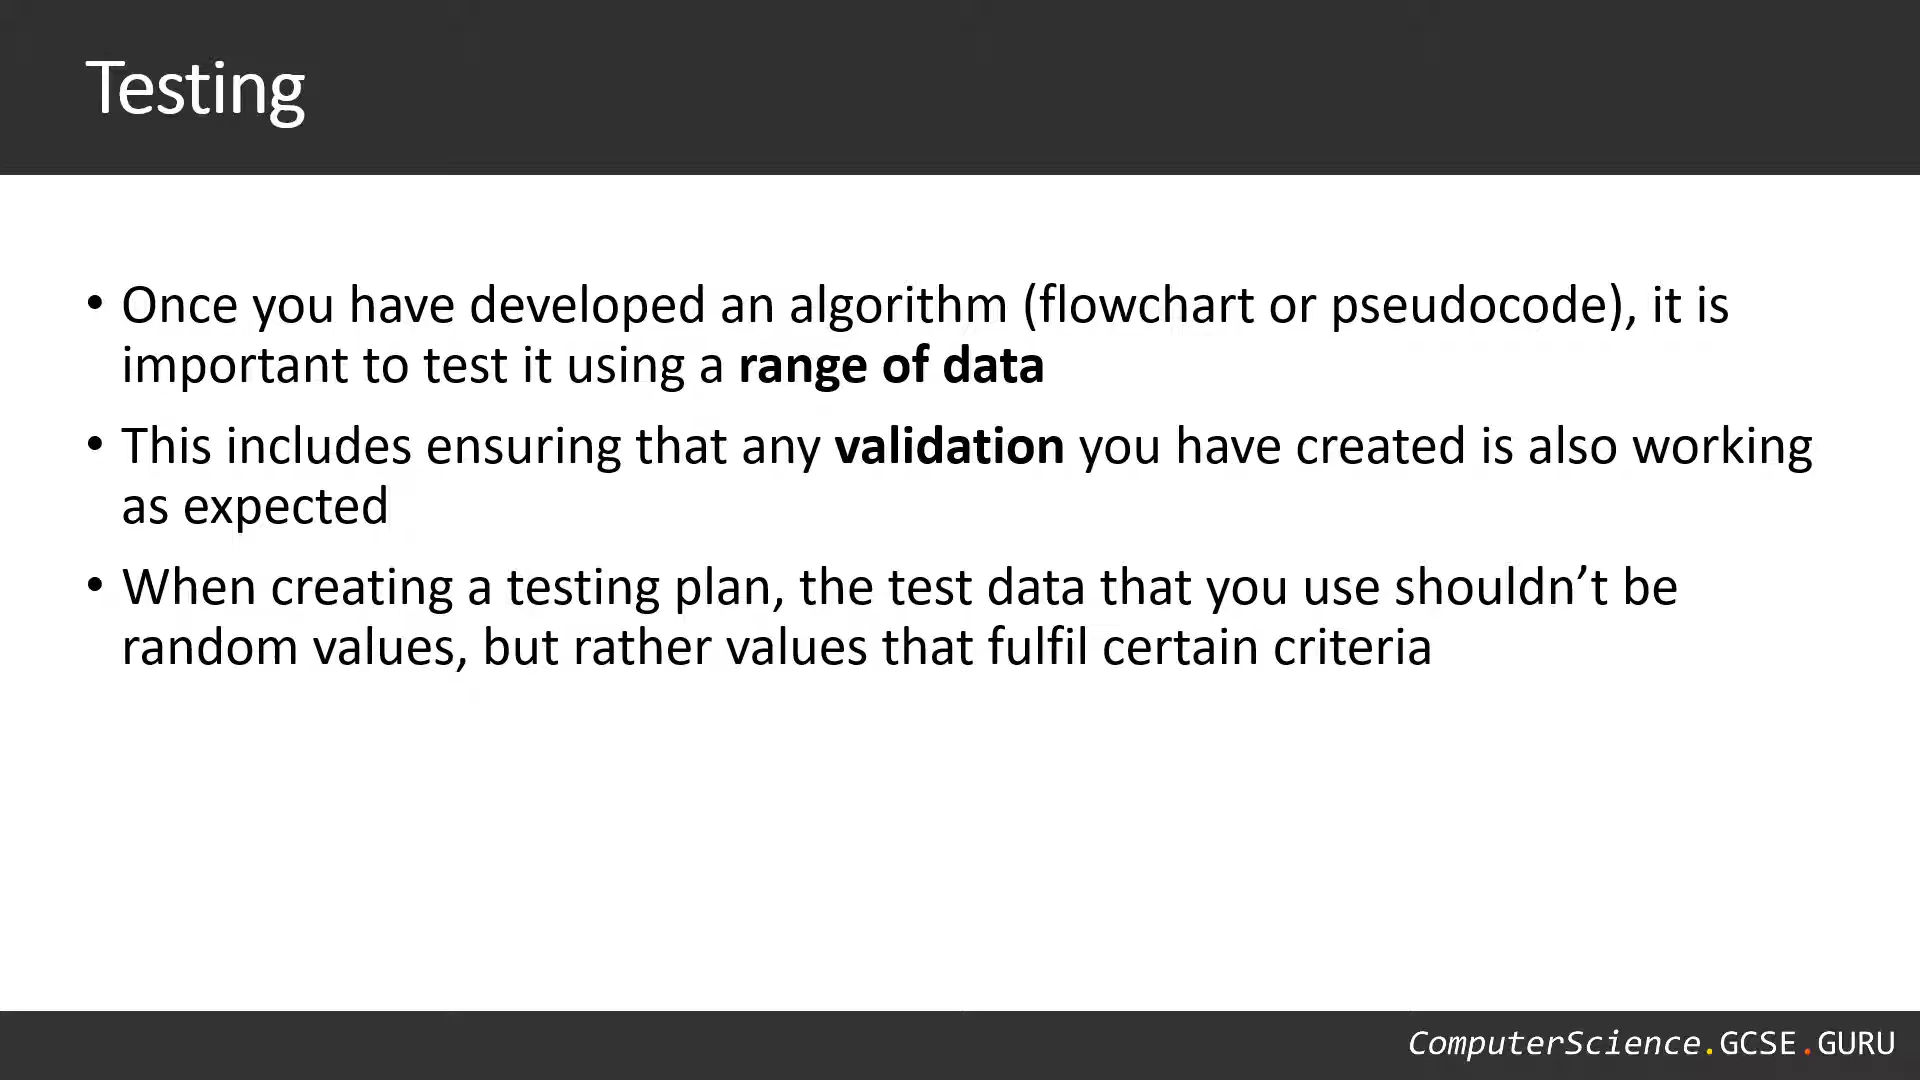 Testing
• Once you have developed an algorithm (flowchart or pseudocode), it is
important to test it using a range of data
• This includes ensuring that any validation you have created is also working
as expected
• When creating a testing plan, the test data that you use shouldn’t be
random values, but rather values that fulfil certain criteria
ComputerScience.GCSE.GURU